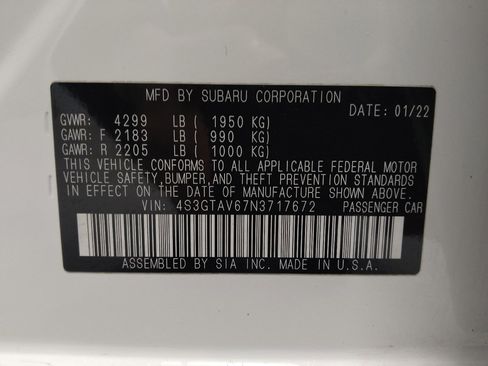 MFD BY SUBARU CORPORATION
DATE: 01/22
GVWR: 4299 LB ( 1950 KG)
GAWR: F 2183 LB ( 990 KG)
GAWR: R 2205 LB ( 1000 KG)
THIS VEHICLE CONFORMS TO ALL APPLICABLE FEDERAL MOTOR
VEHICLE SAFETY,BUMPER,AND THEFT PREVENTION STANDARDS
IN EFFECT ON THE DATE OF MANUFACTURE SHOWN ABOVE.
VIN: 4S3GTAV67N3717672 PASSENGER CAR
ASSEMBLED BY SIA INC. MADE IN U.S.A.